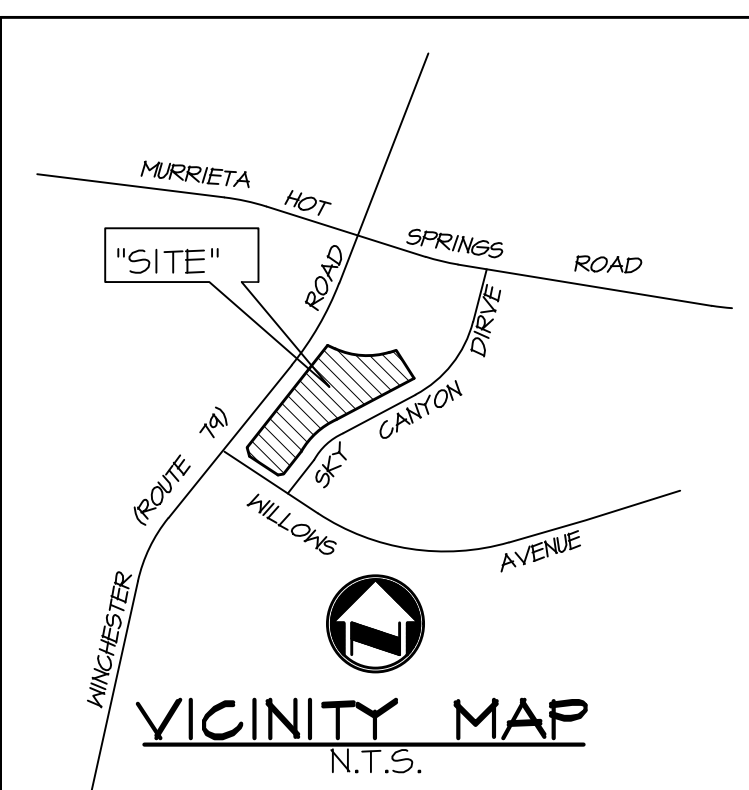 MURRIETA HOT SPRINGS ROAD
"SITE"
WINCHESTER (ROUTE 79) ROAD
SKY CANYON DIRVE
WILLOWS AVENUE
N
VICINITY MAP
N.T.S.